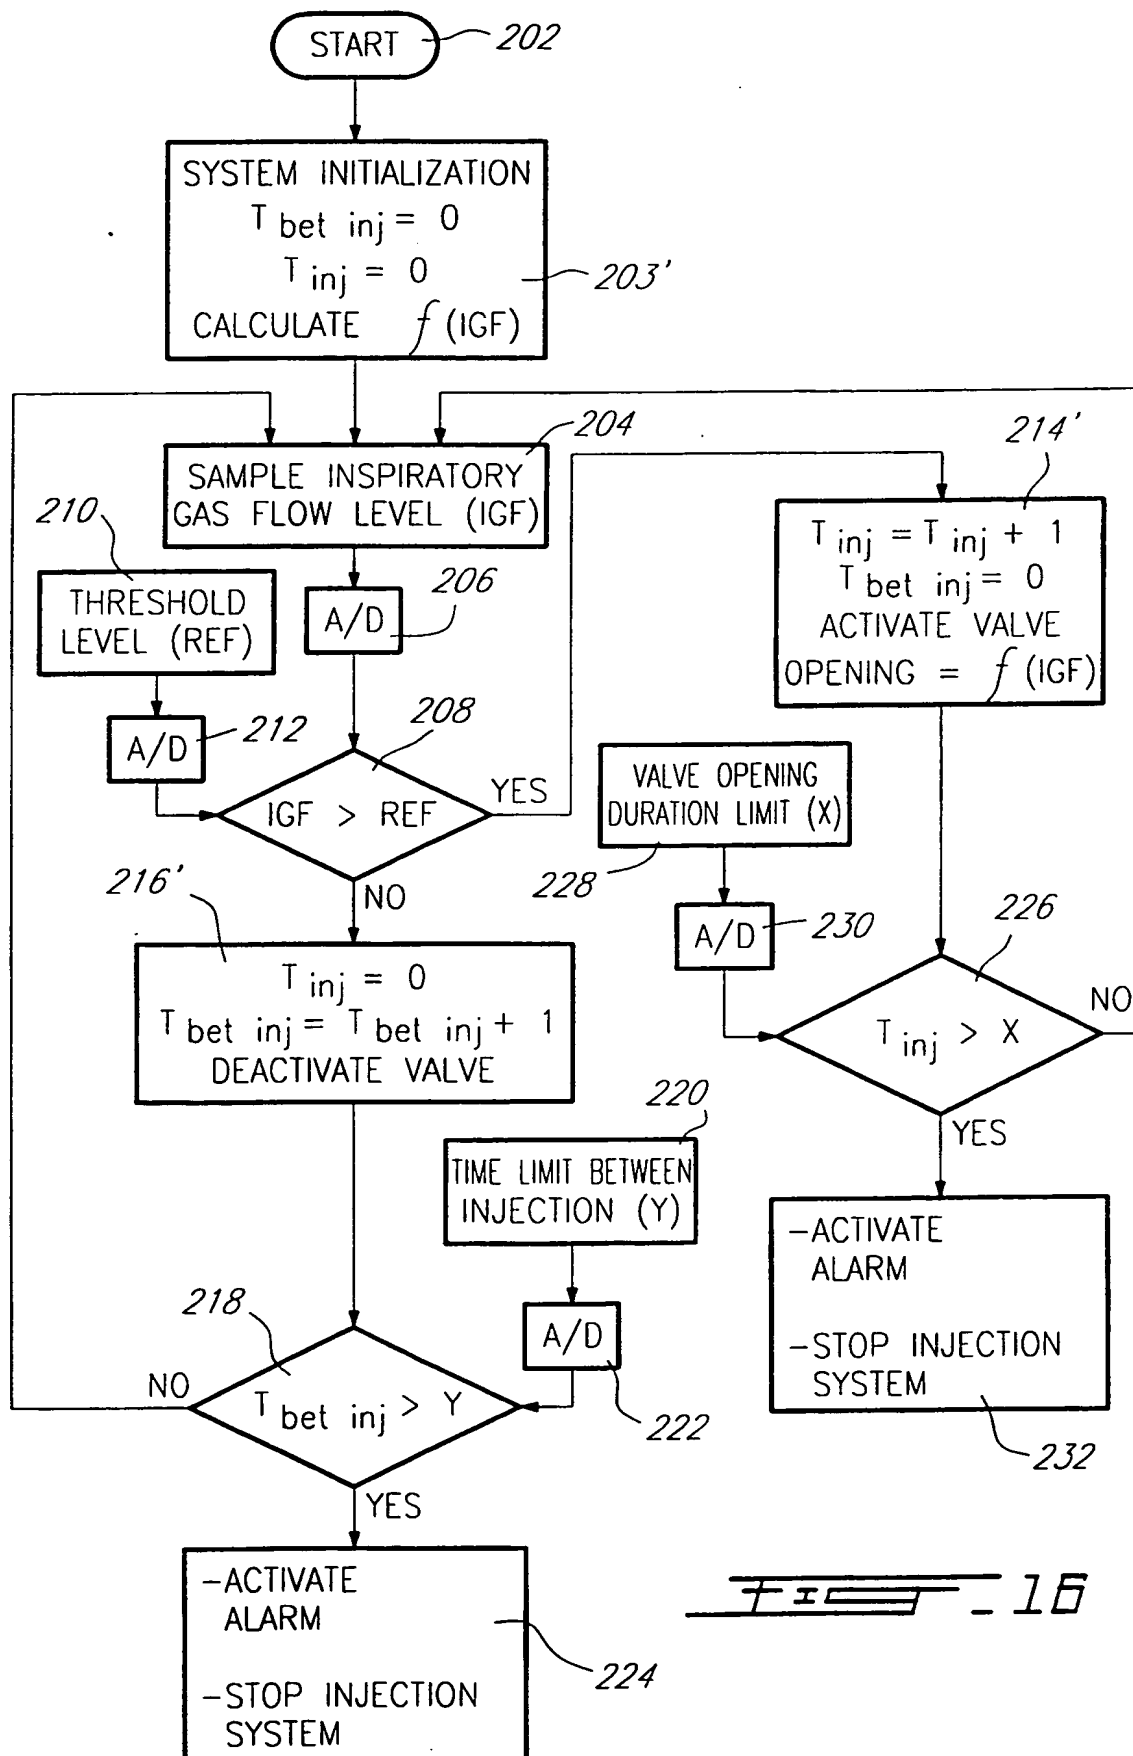 START
202
SYSTEM INITIALIZATION
T bet inj = 0
T inj = 0
CALCULATE f (IGF)
203'
204
SAMPLE INSPIRATORY
GAS FLOW LEVEL (IGF)
210
THRESHOLD
LEVEL (REF)
A/D
206
A/D
212
208
IGF > REF
YES
NO
214'
T inj = T inj + 1
T bet inj = 0
ACTIVATE VALVE
OPENING = f (IGF)
VALVE OPENING
DURATION LIMIT (X)
228
A/D
230
226
T inj > X
NO
YES
-ACTIVATE
ALARM
-STOP INJECTION
SYSTEM
232
216'
T inj = 0
T bet inj = T bet inj + 1
DEACTIVATE VALVE
220
TIME LIMIT BETWEEN
INJECTION (Y)
A/D
222
218
T bet inj > Y
NO
YES
-ACTIVATE
ALARM
-STOP INJECTION
SYSTEM
224
FIG - 16